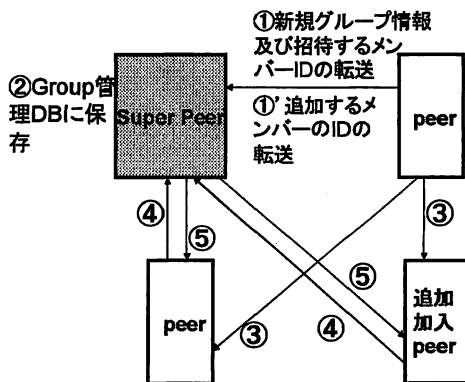 ①新規グループ情報
及び招待するメン
バーIDの転送
②Group管
理DBに保
存
Super Peer
①’追加するメ
ンバーのIDの
転送
peer
③
④
⑤
⑤
③
④
peer
追加
加入
peer